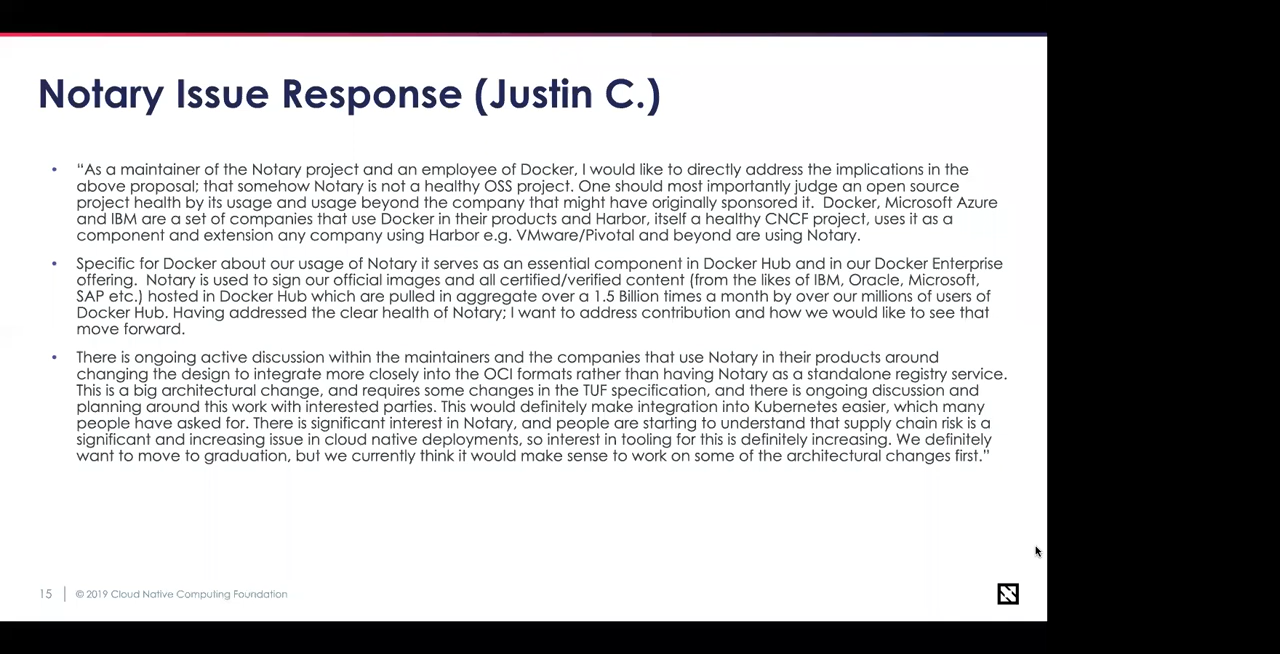 Notary Issue Response (Justin C.)
• “As a maintainer of the Notary project and an employee of Docker, I would like to directly address the implications in the
above proposal; that somehow Notary is not a healthy OSS project. One should most importantly judge an open source
project health by its usage and usage beyond the company that might have originally sponsored it.  Docker, Microsoft Azure
and IBM are a set of companies that use Docker in their products and Harbor, itself a healthy CNCF project, uses it as a
component and extension any company using Harbor e.g. VMware/Pivotal and beyond are using Notary.
• Specific for Docker about our usage of Notary it serves as an essential component in Docker Hub and in our Docker Enterprise
offering.  Notary is used to sign our official images and all certified/verified content (from the likes of IBM, Oracle, Microsoft,
SAP etc.) hosted in Docker Hub which are pulled in aggregate over a 1.5 Billion times a month by over our millions of users of
Docker Hub. Having addressed the clear health of Notary; I want to address contribution and how we would like to see that
move forward.
• There is ongoing active discussion within the maintainers and the companies that use Notary in their products around
changing the design to integrate more closely into the OCI formats rather than having Notary as a standalone registry service.
This is a big architectural change, and requires some changes in the TUF specification, and there is ongoing discussion and
planning around this work with interested parties. This would definitely make integration into Kubernetes easier, which many
people have asked for. There is significant interest in Notary, and people are starting to understand that supply chain risk is a
significant and increasing issue in cloud native deployments, so interest in tooling for this is definitely increasing. We definitely
want to move to graduation, but we currently think it would make sense to work on some of the architectural changes first.”
15 | © 2019 Cloud Native Computing Foundation